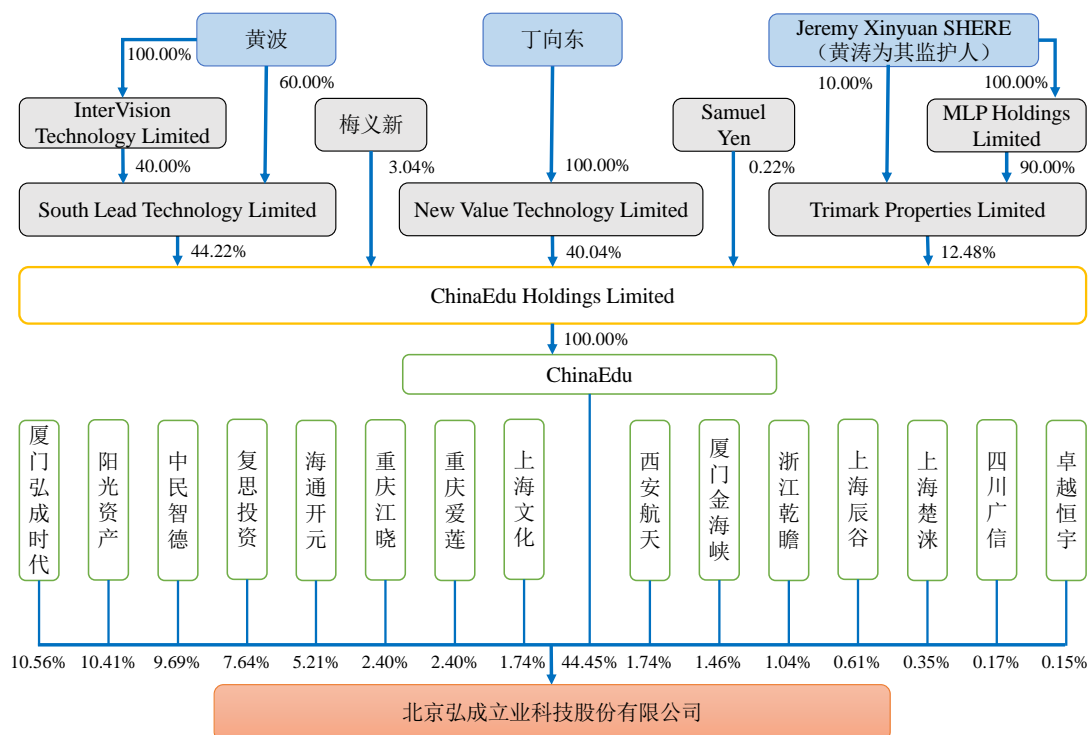 黄波
丁向东
Jeremy Xinyuan SHERE
（黄涛为其监护人）
100.00%
60.00%
10.00%
100.00%
InterVision
Technology Limited
梅义新
Samuel
Yen
MLP Holdings
Limited
40.00%
3.04%
100.00%
0.22%
90.00%
South Lead Technology Limited
New Value Technology Limited
Trimark Properties Limited
44.22%
40.04%
12.48%
ChinaEdu Holdings Limited
100.00%
ChinaEdu
厦门弘成时代
阳光资产
中民智德
复思投资
海通开元
重庆江晓
重庆爱莲
上海文化
西安航天
厦门金海峡
浙江乾瞻
上海辰谷
上海楚涞
四川广信
卓越恒宇
10.56%
10.41%
9.69%
7.64%
5.21%
2.40%
2.40%
1.74%
44.45%
1.74%
1.46%
1.04%
0.61%
0.35%
0.17%
0.15%
北京弘成立业科技股份有限公司